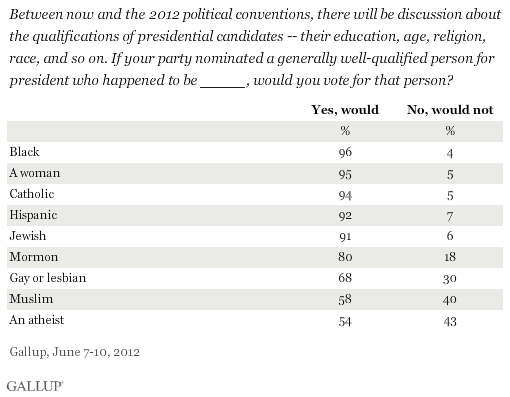 Between now and the 2012 political conventions, there will be discussion about
the qualifications of presidential candidates -- their education, age, religion,
race, and so on. If your party nominated a generally well-qualified person for
president who happened to be _____, would you vote for that person?
Yes, would No, would not
% %
Black 96 4
A woman 95 5
Catholic 94 5
Hispanic 92 7
Jewish 91 6
Mormon 80 18
Gay or lesbian 68 30
Muslim 58 40
An atheist 54 43
Gallup, June 7-10, 2012
GALLUP®